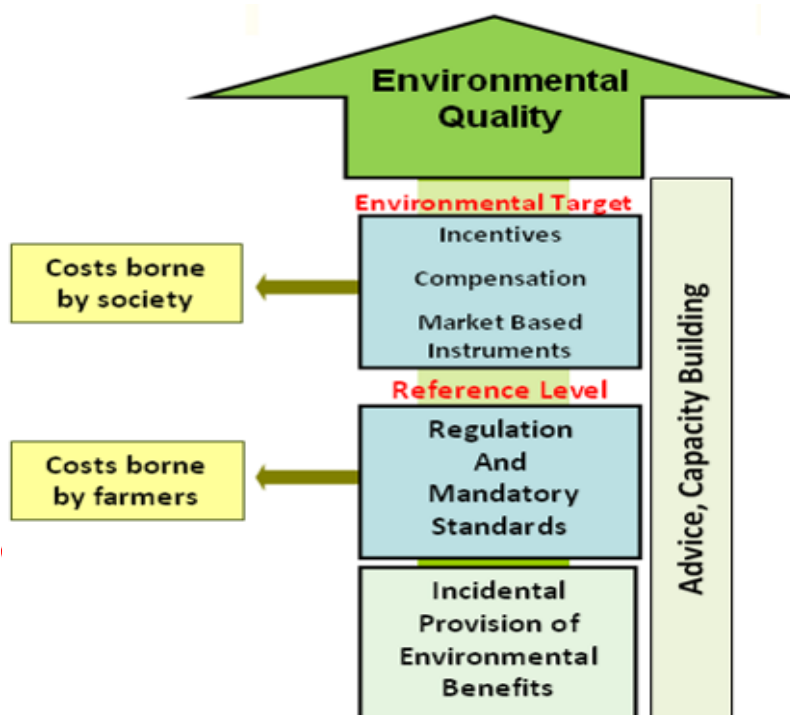 Environmental
Quality
Environmental Target
Incentives
Compensation
Market Based
Instruments
Costs borne
by society
Reference Level
Regulation
And
Mandatory
Standards
Costs borne
by farmers
Incidental
Provision of
Environmental
Benefits
Advice, Capacity Building